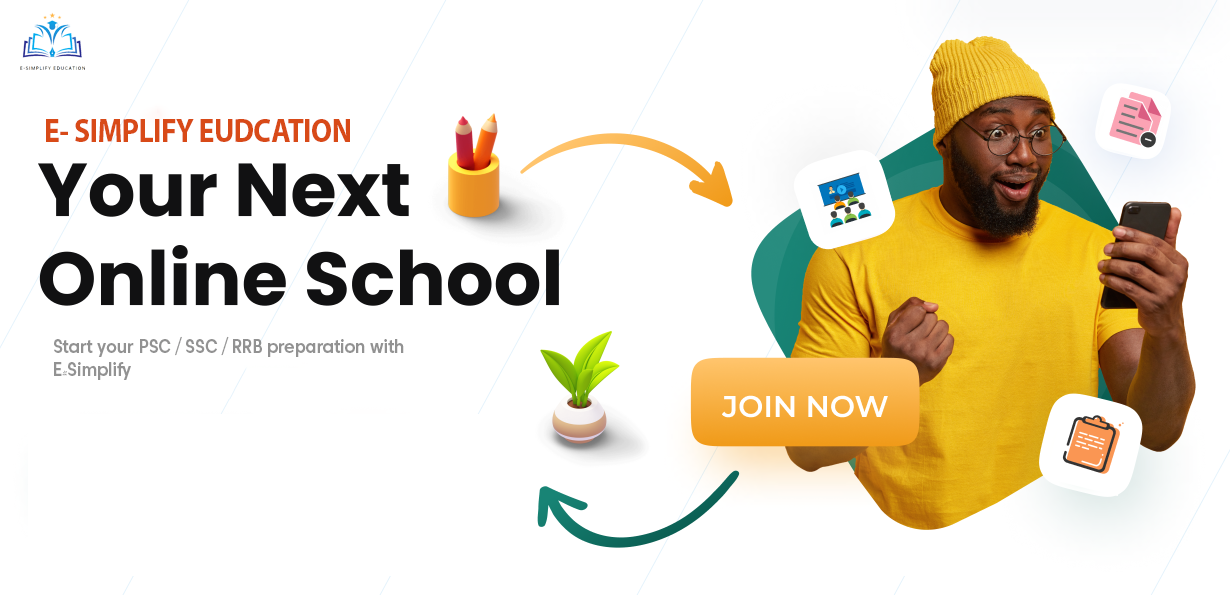 E-SIMPLIFY EDUCATION
E- SIMPLIFY EUDCATION
Your Next
Online School
Start your PSC / SSC / RRB preparation with
E-Simplify
JOIN NOW